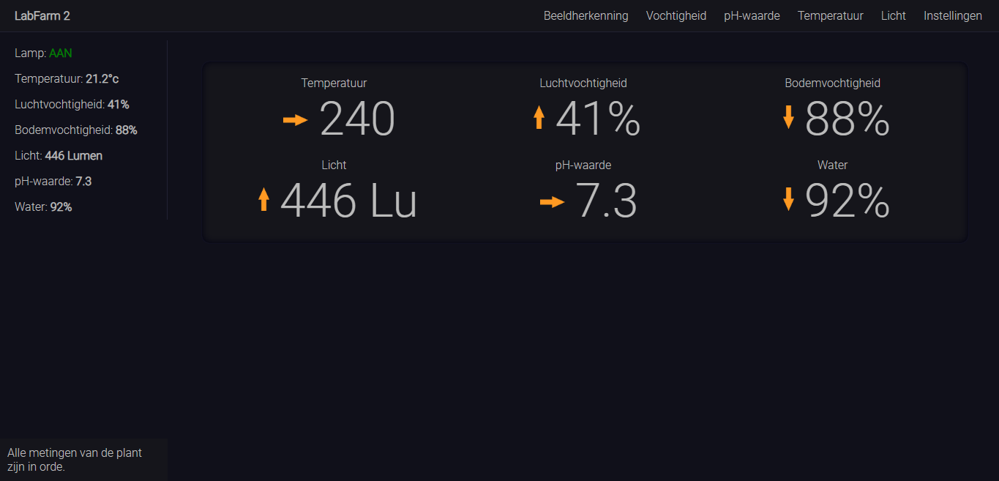 LabFarm 2
Beeldherkenning Vochtigheid pH-waarde Temperatuur Licht Instellingen
Lamp: AAN
Temperatuur: 21.2°c
Luchtvochtigheid: 41%
Bodemvochtigheid: 88%
Licht: 446 Lumen
pH-waarde: 7.3
Water: 92%
Temperatuur
240
Luchtvochtigheid
41%
Bodemvochtigheid
88%
Licht
446 Lu
pH-waarde
7.3
Water
92%
Alle metingen van de plant
zijn in orde.